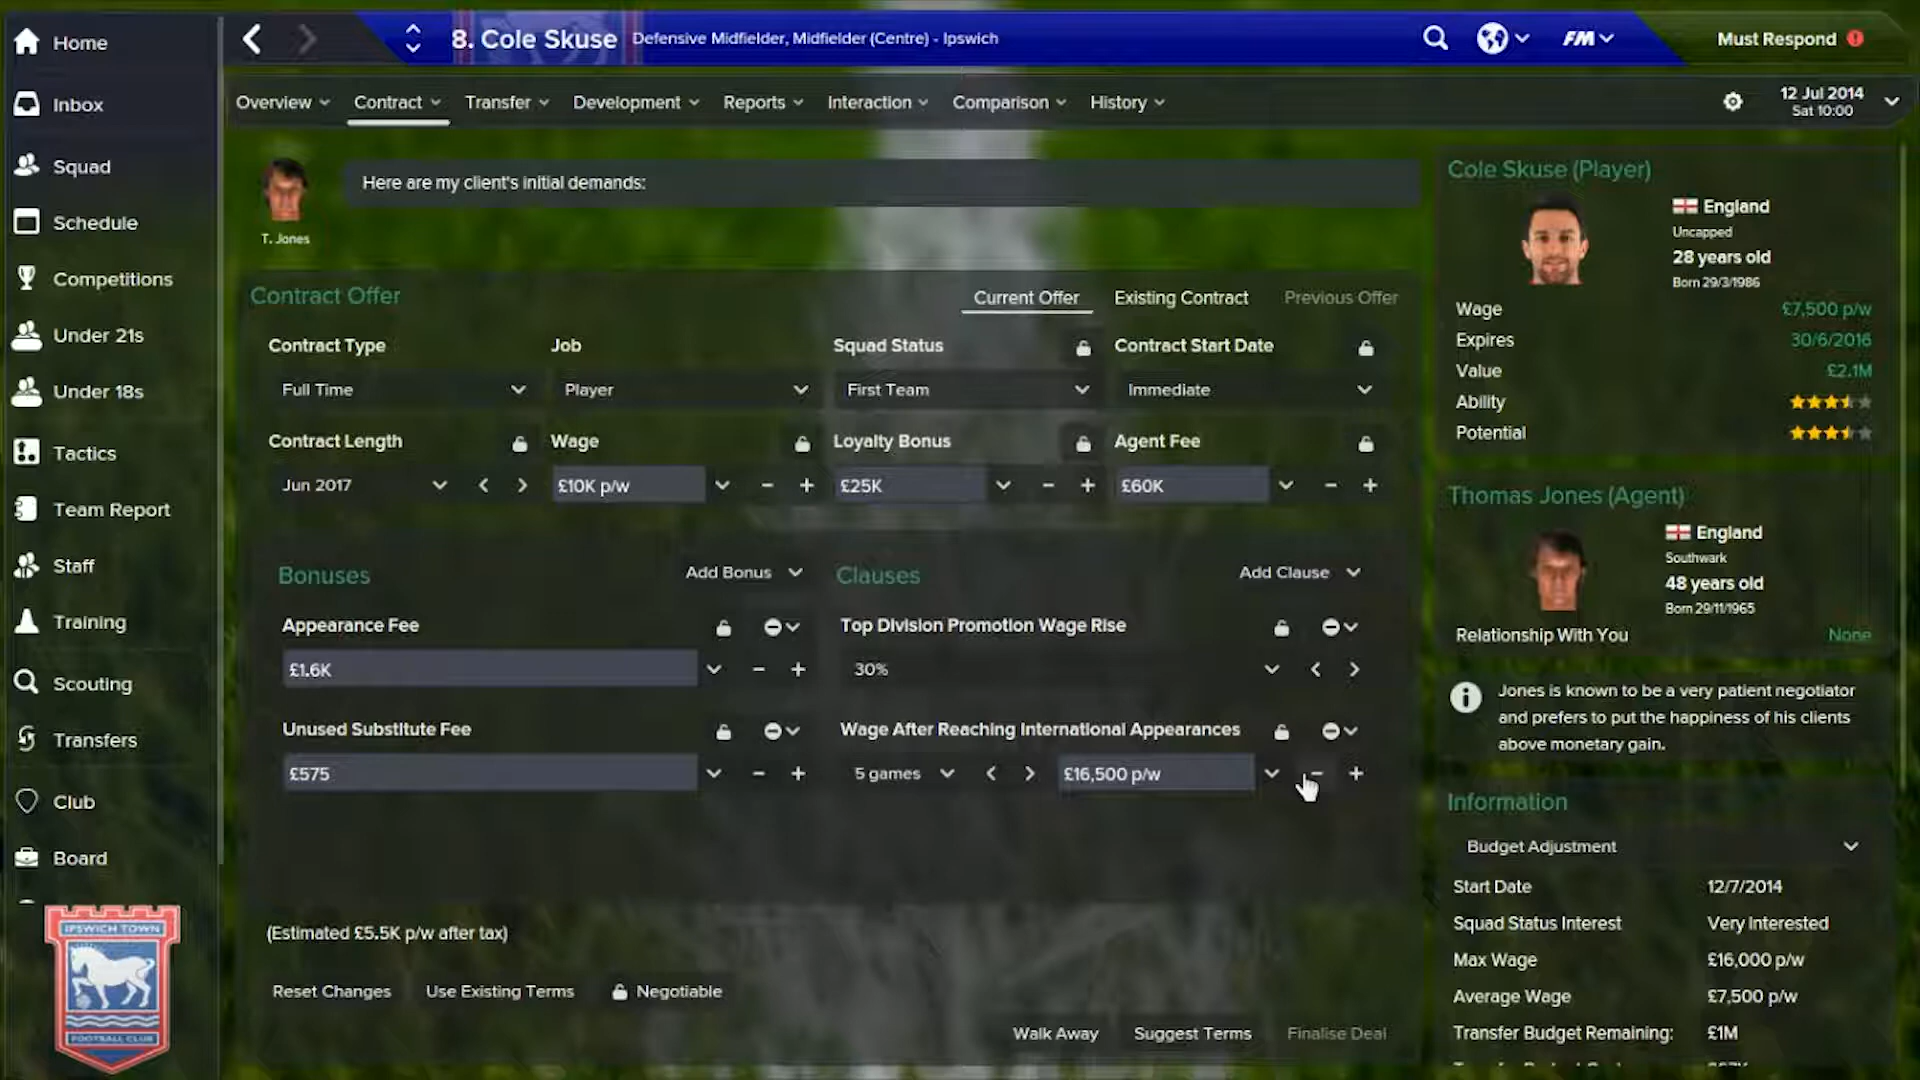 Home
Inbox
Squad
Schedule
Competitions
Under 21s
Under 18s
Tactics
Team Report
Staff
Training
Scouting
Transfers
Club
Board
IPSWICH TOWN
FOOTBALL CLUB
8. Cole Skuse Defensive Midfielder, Midfielder (Centre) - Ipswich
FM
Must Respond
Overview Contract Transfer Development Reports Interaction Comparison History
12 Jul 2014
Sat 10:00
T. Jones
Here are my client's initial demands:
Contract Offer
Current Offer Existing Contract Previous Offer
Contract Type Job Squad Status Contract Start Date
Full Time Player First Team Immediate
Contract Length Wage Loyalty Bonus Agent Fee
Jun 2017 £10K p/w £25K £60K
Bonuses Add Bonus
Appearance Fee
£1.6K
Unused Substitute Fee
£575
Clauses Add Clause
Top Division Promotion Wage Rise
30%
Wage After Reaching International Appearances
5 games £16,500 p/w
(Estimated £5.5K p/w after tax)
Reset Changes Use Existing Terms Negotiable
Walk Away Suggest Terms Finalise Deal
Cole Skuse (Player)
England
Uncapped
28 years old
Born 29/3/1986
Wage £7,500 p/w
Expires 30/6/2016
Value £2.1M
Ability
Potential
Thomas Jones (Agent)
England
Southwark
48 years old
Born 29/11/1965
Relationship With You None
Jones is known to be a very patient negotiator
and prefers to put the happiness of his clients
above monetary gain.
Information
Budget Adjustment
Start Date 12/7/2014
Squad Status Interest Very Interested
Max Wage £16,000 p/w
Average Wage £7,500 p/w
Transfer Budget Remaining: £1M